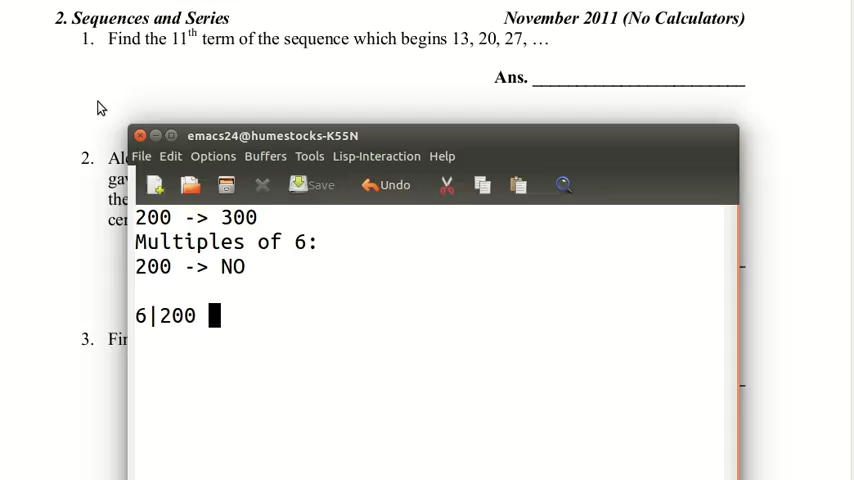 2. Sequences and Series November 2011 (No Calculators)
1. Find the 11th term of the sequence which begins 13, 20, 27, …
Ans.
emacs24@humestocks-K55N
File Edit Options Buffers Tools Lisp-Interaction Help
Save Undo
200 -> 300
Multiples of 6:
200 -> NO
6|200
2.
3.